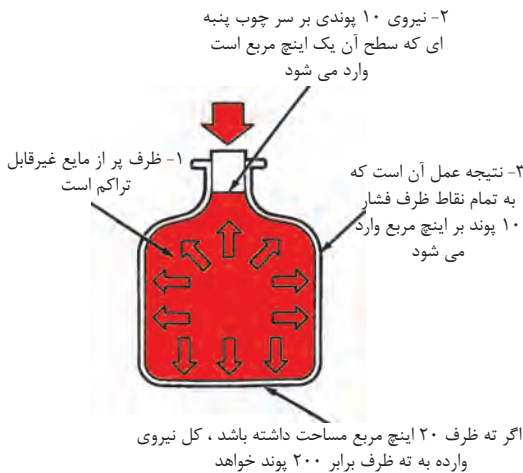 ۲- نیروی ۱۰ پوندی بر سر چوب پنبه
ای که سطح آن یک اینچ مربع است
وارد می شود
۱- ظرف پر از مایع غیرقابل
تراکم است
۳- نتیجه عمل آن است که
به تمام نقاط ظرف فشار
۱۰ پوند بر اینچ مربع وارد
می شود
اگر ته ظرف ۲۰ اینچ مربع مساحت داشته باشد ، کل نیروی
وارده به ته ظرف برابر ۲۰۰ پوند خواهد